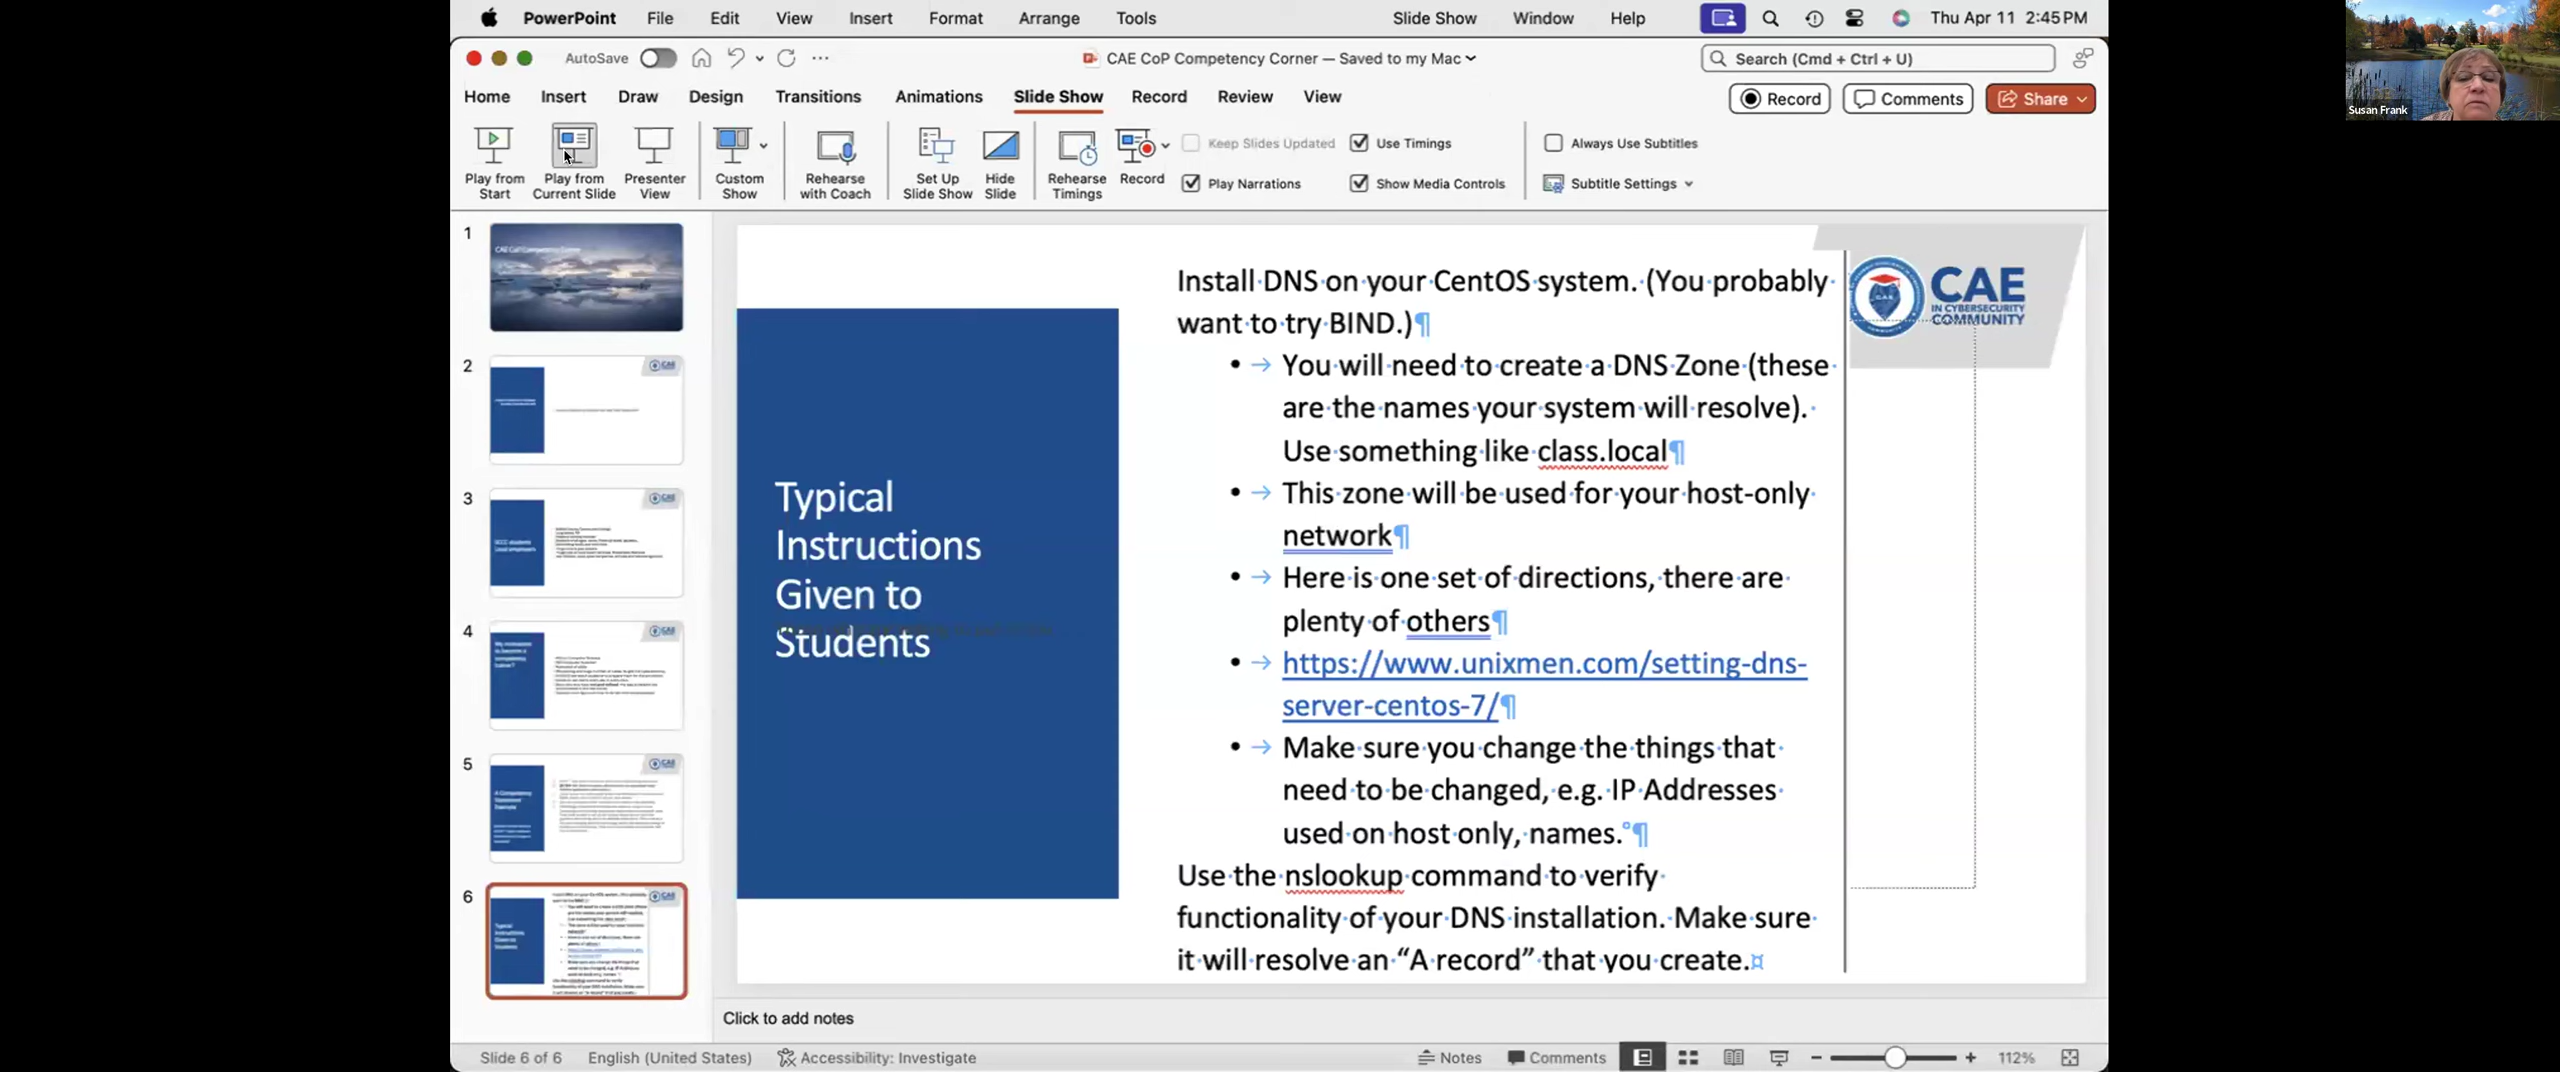 PowerPoint File Edit View Insert Format Arrange Tools Slide Show Window Help Thu Apr 11 2:45 PM
AutoSave CAE CoP Competency Corner — Saved to my Mac Search (Cmd + Ctrl + U)
Home Insert Draw Design Transitions Animations Slide Show Record Review View Record Comments Share
Play from Start
Play from Current Slide
Presenter View
Custom Show
Rehearse with Coach
Set Up Slide Show
Hide Slide
Rehearse Timings
Record
Keep Slides Updated
Play Narrations
Use Timings
Show Media Controls
Always Use Subtitles
Subtitle Settings
Susan Frank
1
CAE CoP Competency Corner
2
3
4
5
6
Typical
Instructions
Given to
Students
Install DNS on your CentOS system. (You probably
want to try BIND.)¶
• → You will need to create a DNS Zone (these
are the names your system will resolve).
Use something like class.local¶
• → This zone will be used for your host-only
network¶
• → Here is one set of directions, there are
plenty of others¶
• → https://www.unixmen.com/setting-dns-
server-centos-7/¶
• → Make sure you change the things that
need to be changed, e.g. IP Addresses
used on host only, names.°¶
Use the nslookup command to verify
functionality of your DNS installation. Make sure
it will resolve an “A record” that you create.¤
CAE
IN CYBERSECURITY
COMMUNITY
Click to add notes
Slide 6 of 6 English (United States) Accessibility: Investigate Notes Comments 112%